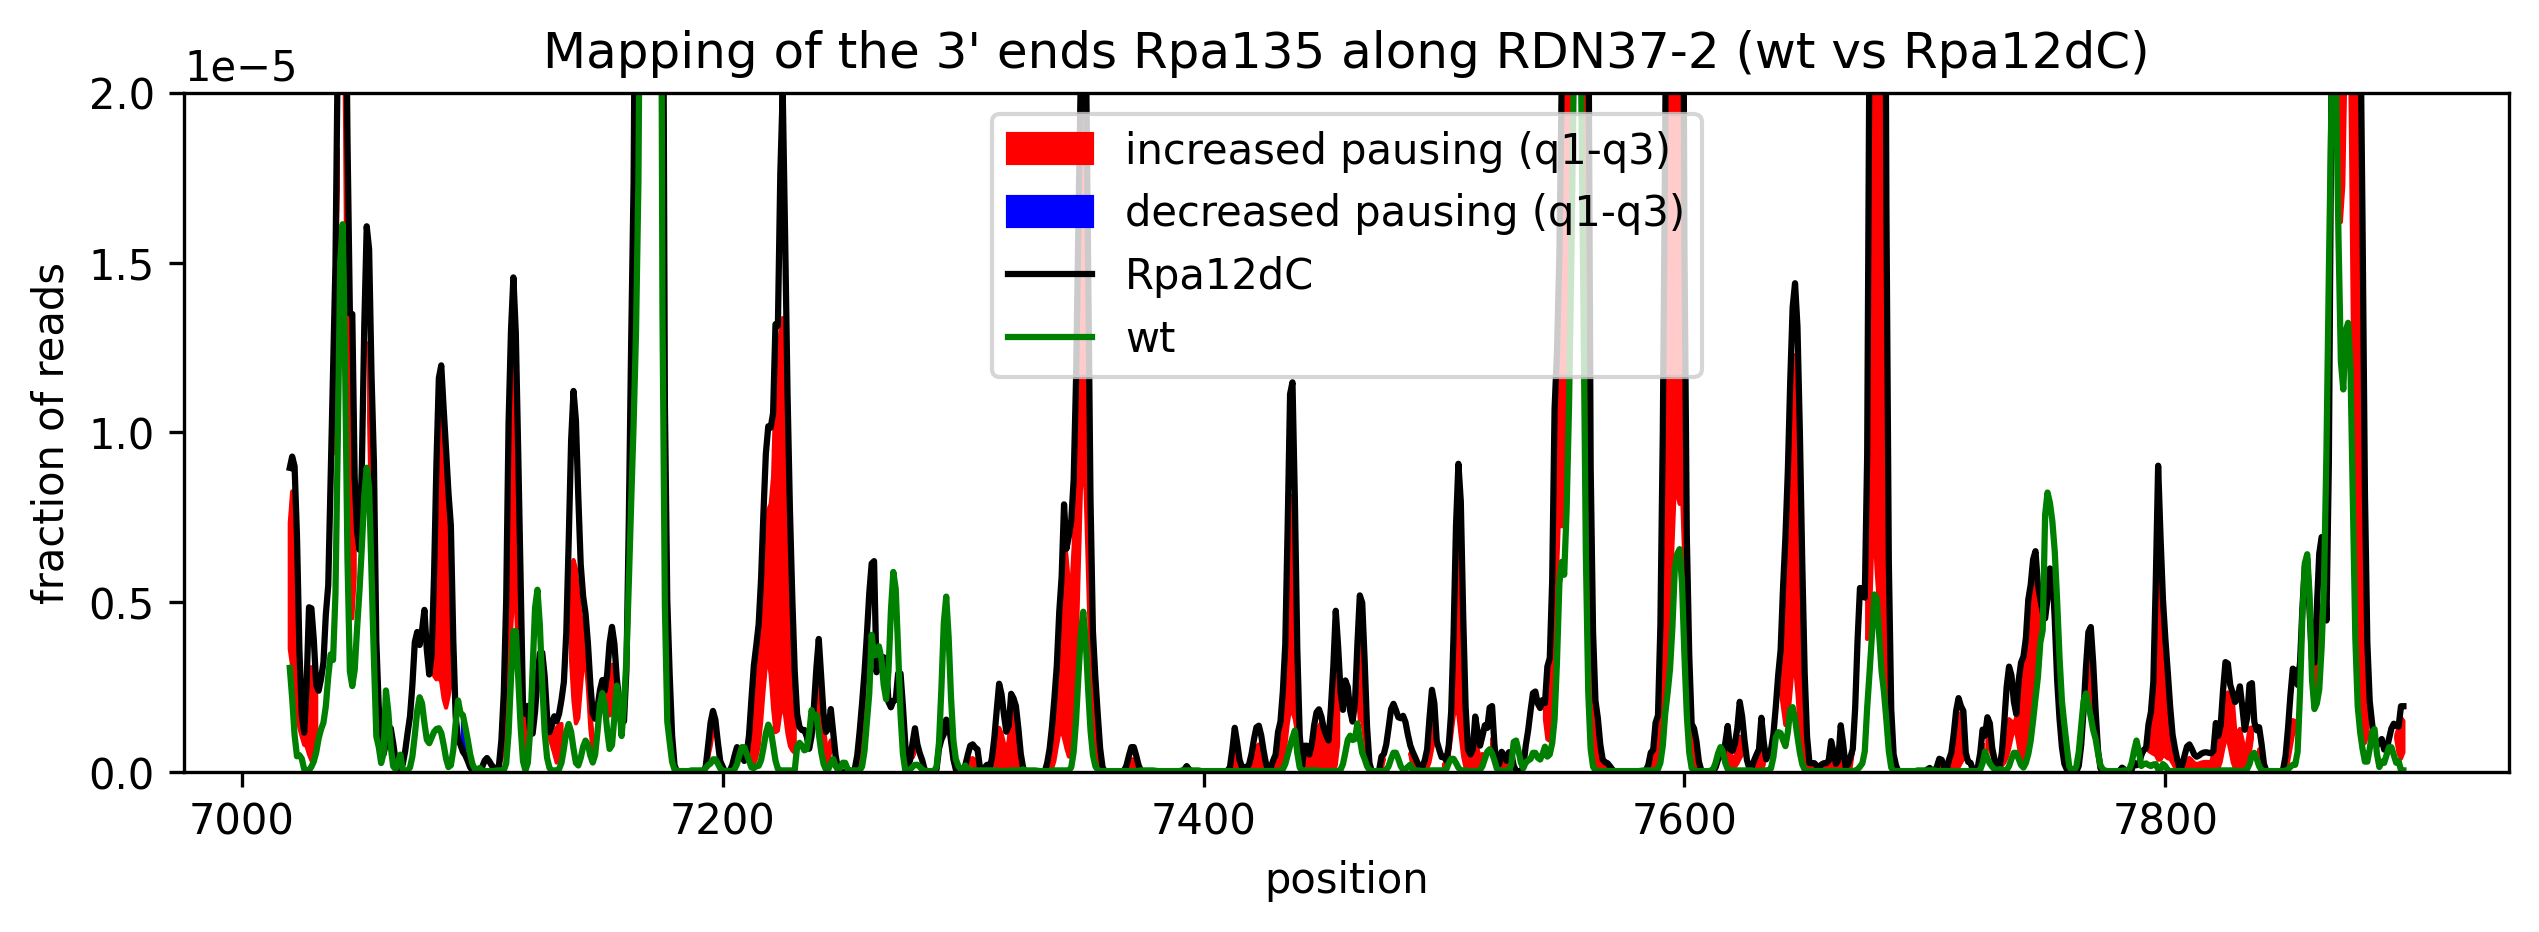 Mapping of the 3' ends Rpa135 along RDN37-2 (wt vs Rpa12dC)
1e−5
2.0
1.5
1.0
0.5
0.0
fraction of reads
increased pausing (q1-q3)
decreased pausing (q1-q3)
Rpa12dC
wt
7000 7200 7400 7600 7800
position